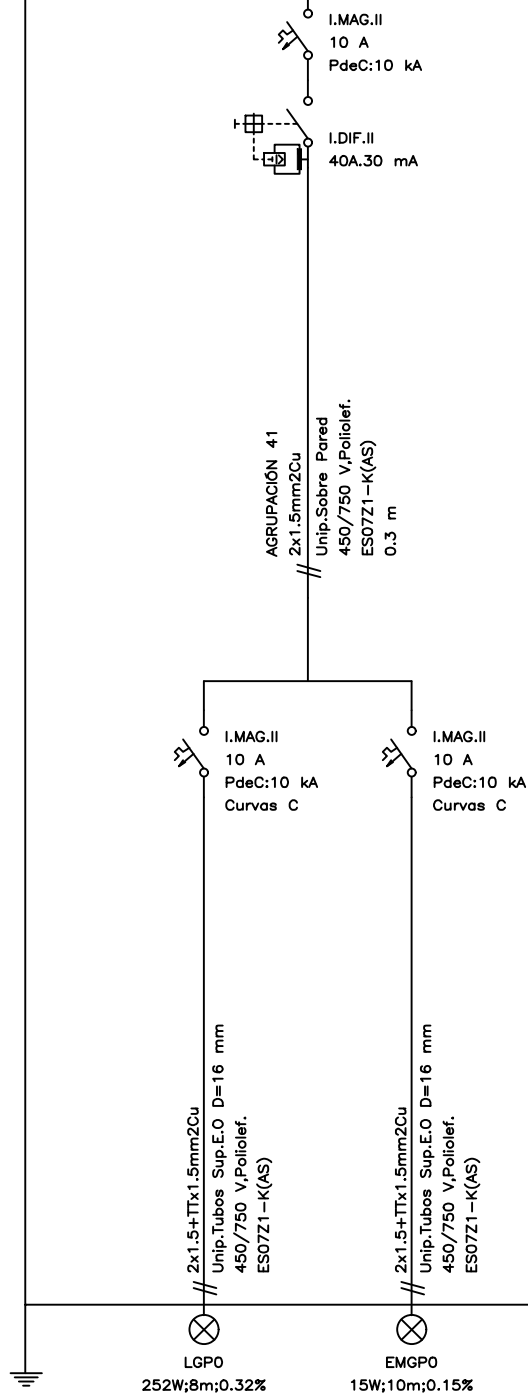 I.MAG.II
10 A
PdeC:10 kA
I.DIF.II
40A.30 mA
AGRUPACIÓN 41
2x1.5mm2Cu
Unip.Sobre Pared
450/750 V,Poliolef.
ES07Z1-K(AS)
0.3 m
I.MAG.II
10 A
PdeC:10 kA
Curvas C
I.MAG.II
10 A
PdeC:10 kA
Curvas C
2x1.5+TTx1.5mm2Cu
Unip.Tubos Sup.E.O D=16 mm
450/750 V,Poliolef.
ES07Z1-K(AS)
2x1.5+TTx1.5mm2Cu
Unip.Tubos Sup.E.O D=16 mm
450/750 V,Poliolef.
ES07Z1-K(AS)
LGPO
252W;8m;0.32%
EMGPO
15W;10m;0.15%